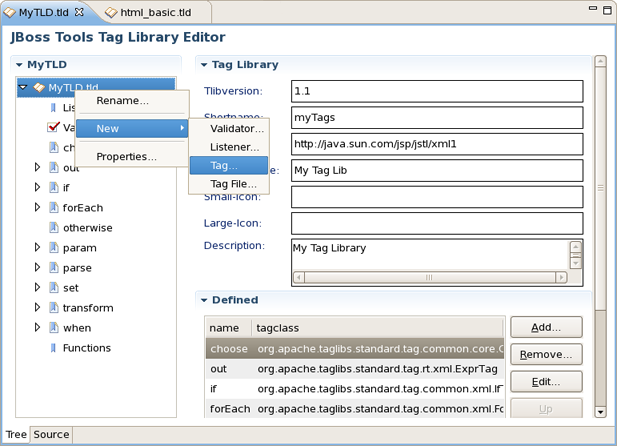 MyTLD.tld
html_basic.tld
JBoss Tools Tag Library Editor
MyTLD
MyTLD.tld
Rename...
New
Properties...
Validator...
Listener...
Tag...
Tag File...
out
if
forEach
otherwise
param
parse
set
transform
when
Functions
Tag Library
Tlibversion: 1.1
Shortname: myTags
http://java.sun.com/jsp/jstl/xml1
My Tag Lib
Small-Icon:
Large-Icon:
Description: My Tag Library
Defined
name tagclass
choose org.apache.taglibs.standard.tag.common.core.
out org.apache.taglibs.standard.tag.rt.xml.ExprTag
if org.apache.taglibs.standard.tag.common.xml.IfT
forEach org.apache.taglibs.standard.tag.common.xml.Fo
Add...
Remove...
Edit...
Up
Tree Source